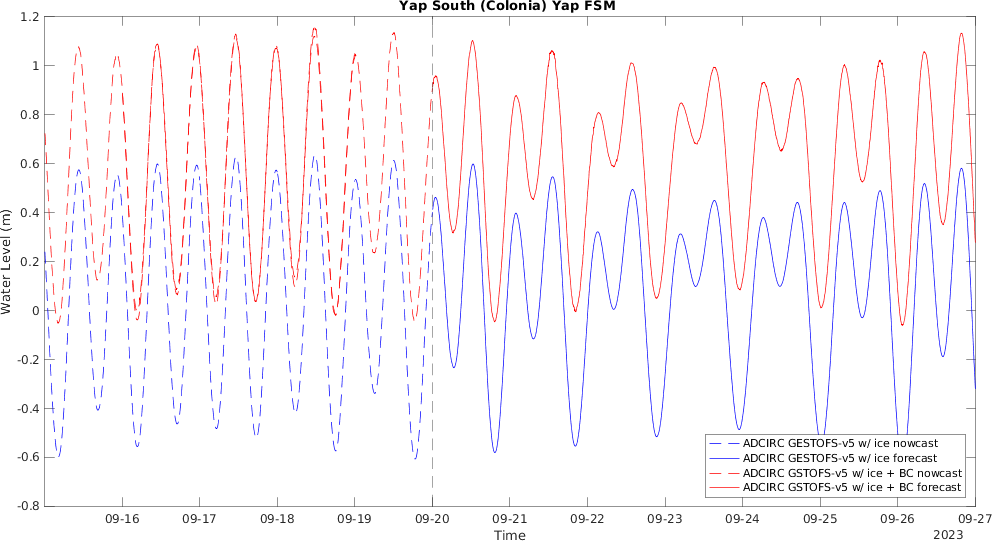 Yap South (Colonia) Yap FSM
1.2
1
0.8
0.6
0.4
0.2
0
-0.2
-0.4
-0.6
-0.8
Water Level (m)
ADCIRC GESTOFS-v5 w/ ice nowcast
ADCIRC GESTOFS-v5 w/ ice forecast
ADCIRC GSTOFS-v5 w/ ice + BC nowcast
ADCIRC GSTOFS-v5 w/ ice + BC forecast
09-16 09-17 09-18 09-19 09-20 09-21 09-22 09-23 09-24 09-25 09-26 09-27
Time
2023